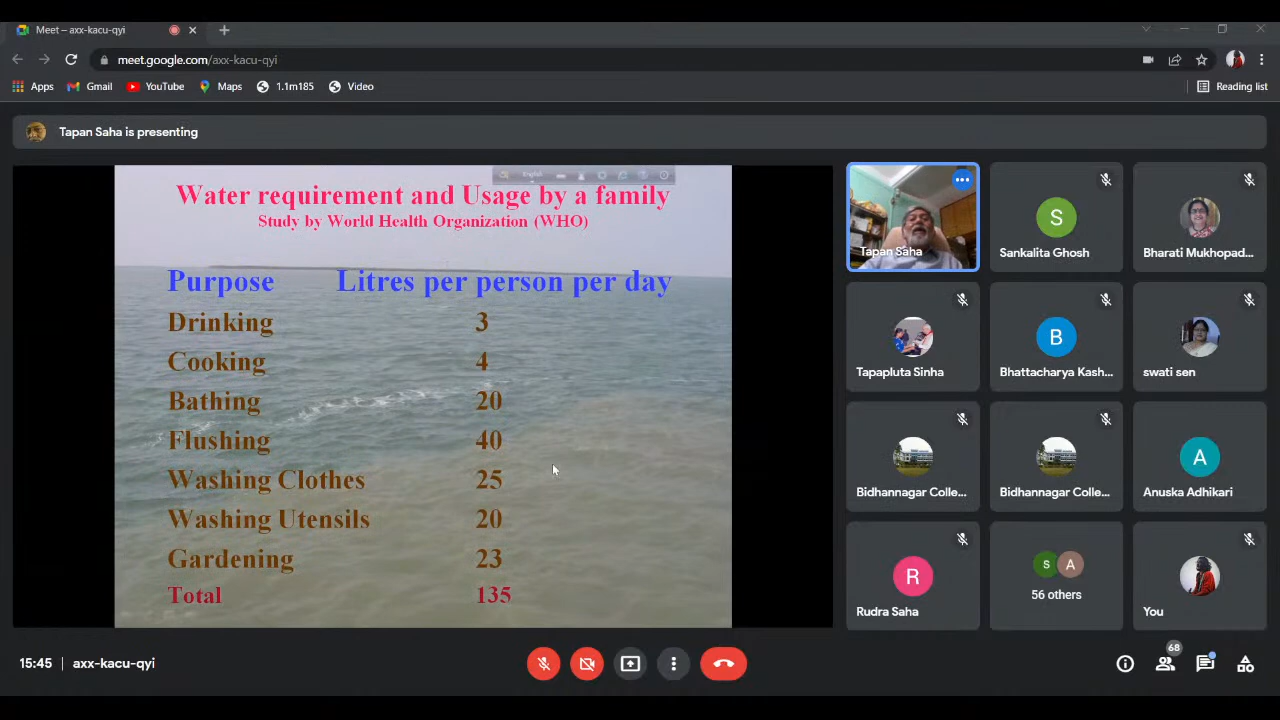 Meet – axx-kacu-qyi
meet.google.com/axx-kacu-qyi
Apps Gmail YouTube Maps 1.1m185 Video Reading list
Tapan Saha is presenting
English
Water requirement and Usage by a family
Study by World Health Organization (WHO)
Purpose Litres per person per day
Drinking 3
Cooking 4
Bathing 20
Flushing 40
Washing Clothes 25
Washing Utensils 20
Gardening 23
Total 135
Tapan Saha
S
Sankalita Ghosh
Bharati Mukhopad...
Tapapluta Sinha
B
Bhattacharya Kash...
swati sen
Bidhannagar Colle...
Bidhannagar Colle...
A
Anuska Adhikari
R
Rudra Saha
S A
56 others
You
15:45 | axx-kacu-qyi
68